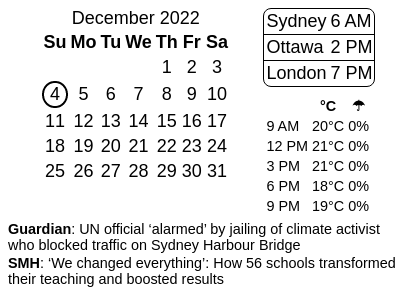 December 2022
Su Mo Tu We Th Fr Sa
1 2 3
4 5 6 7 8 9 10
11 12 13 14 15 16 17
18 19 20 21 22 23 24
25 26 27 28 29 30 31
Sydney 6 AM
Ottawa 2 PM
London 7 PM
°C ☂
9 AM 20°C 0%
12 PM 21°C 0%
3 PM 21°C 0%
6 PM 18°C 0%
9 PM 19°C 0%
Guardian: UN official ‘alarmed’ by jailing of climate activist
who blocked traffic on Sydney Harbour Bridge
SMH: ‘We changed everything’: How 56 schools transformed
their teaching and boosted results